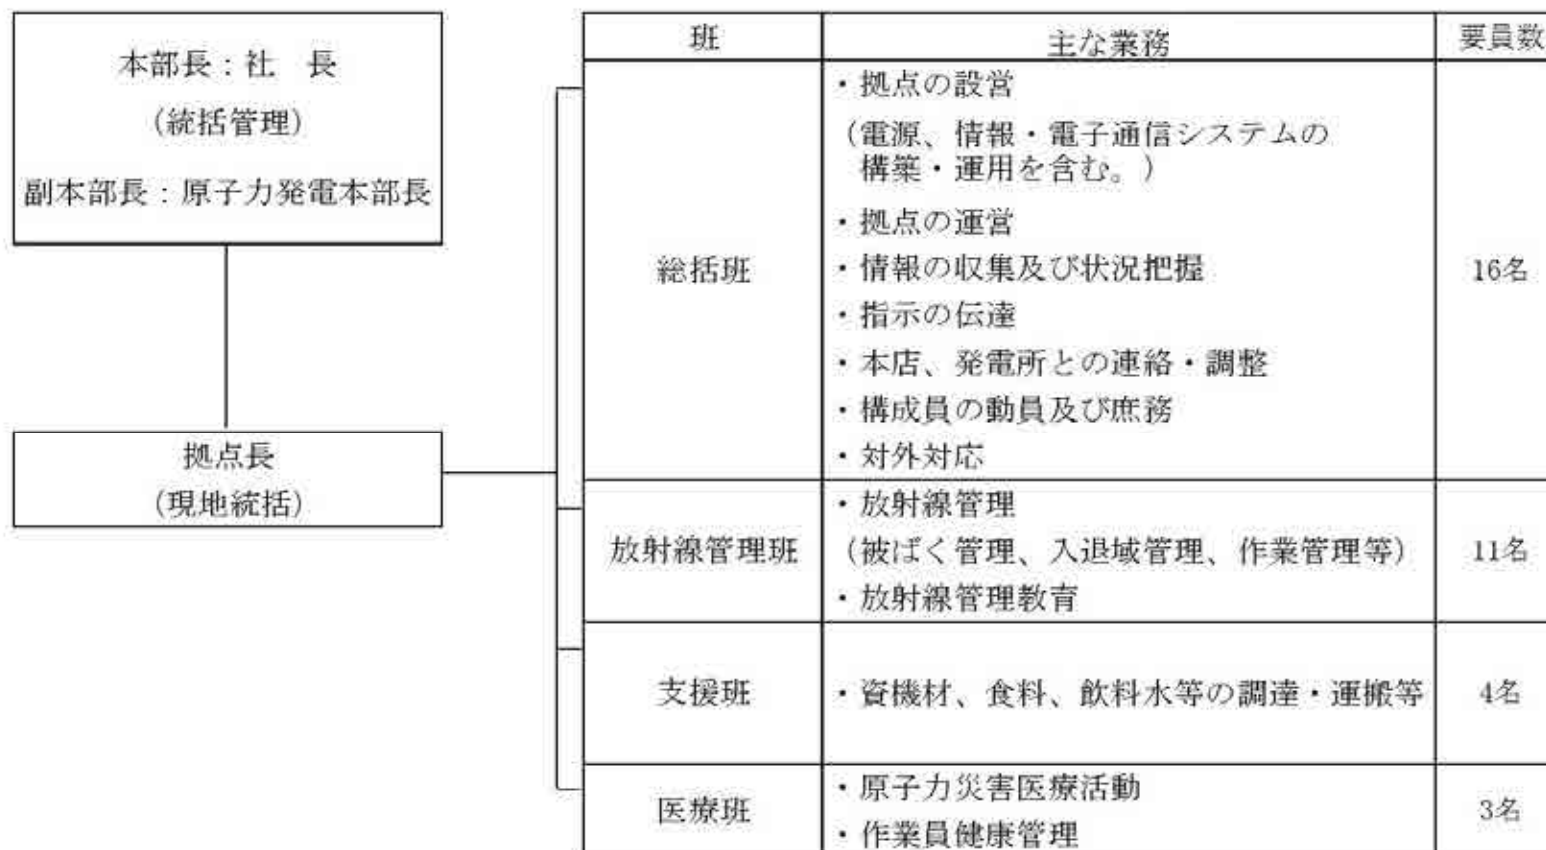 本部長：社　長
（統括管理）
副本部長：原子力発電本部長
拠点長
（現地統括）
班
主な業務
要員数
総括班
・拠点の設営
（電源、情報・電子通信システムの
構築・運用を含む。）
・拠点の運営
・情報の収集及び状況把握
・指示の伝達
・本店、発電所との連絡・調整
・構成員の動員及び庶務
・対外対応
16名
放射線管理班
・放射線管理
（被ばく管理、入退域管理、作業管理等）
・放射線管理教育
11名
支援班
・資機材、食料、飲料水等の調達・運搬等
4名
医療班
・原子力災害医療活動
・作業員健康管理
3名